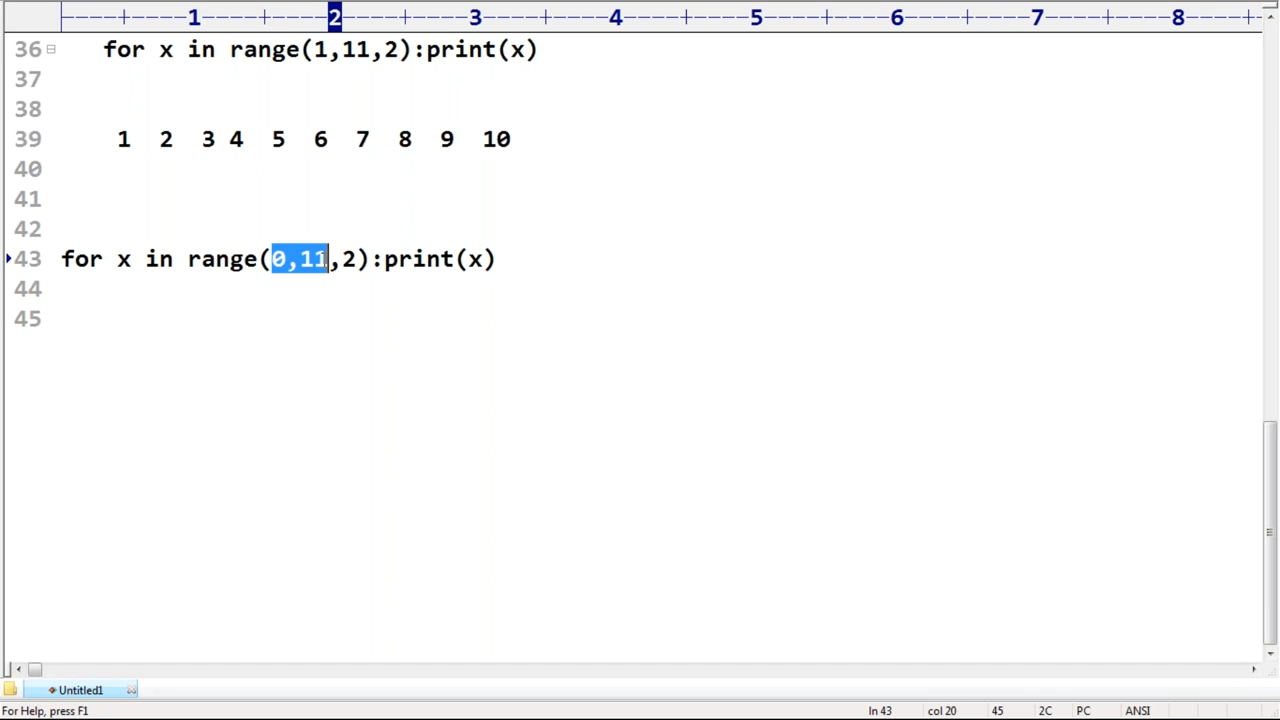 1 2 3 4 5 6 7 8
36 for x in range(1,11,2):print(x)
37
38
39 1 2 3 4 5 6 7 8 9 10
40
41
42
43 for x in range(0,11,2):print(x)
44
45
Untitled1
For Help, press F1 ln 43 col 20 45 2C PC ANSI